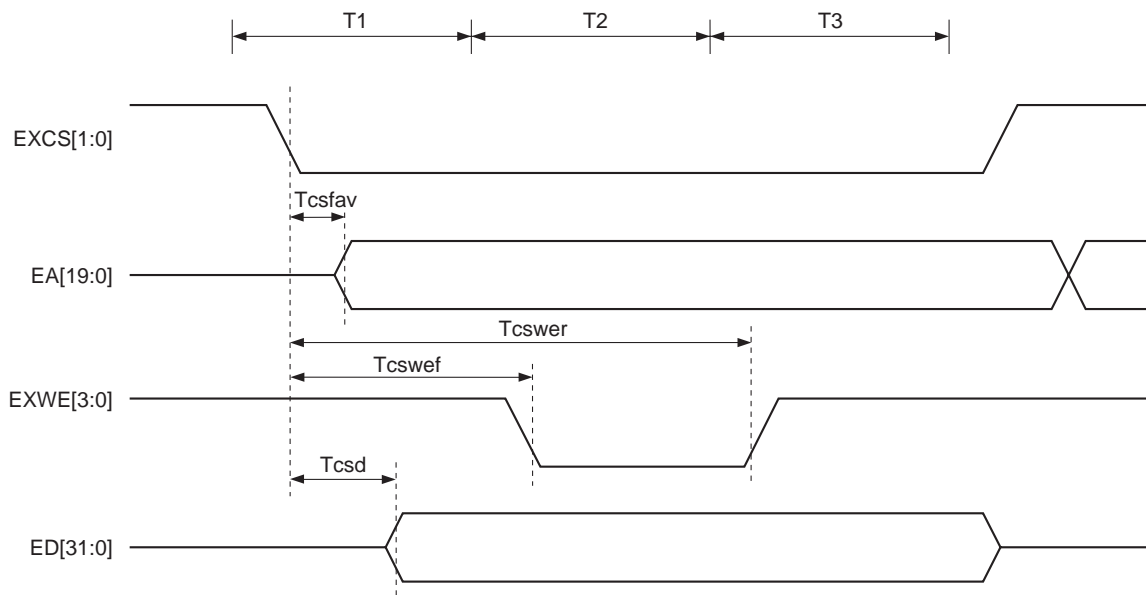 T1 T2 T3
EXCS[1:0]
Tcsfav
EA[19:0]
Tcswer
Tcswef
EXWE[3:0]
Tcsd
ED[31:0]